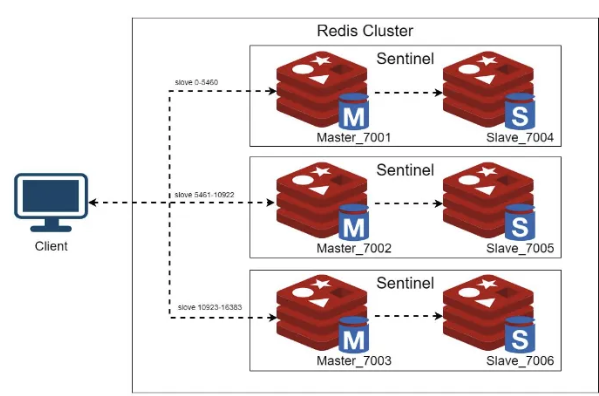 Redis Cluster
Sentinel
slove 0-5460
M
S
Master_7001
Slave_7004
Sentinel
slove 5461-10922
M
S
Client
Master_7002
Slave_7005
Sentinel
slove 10923-16383
M
S
Master_7003
Slave_7006